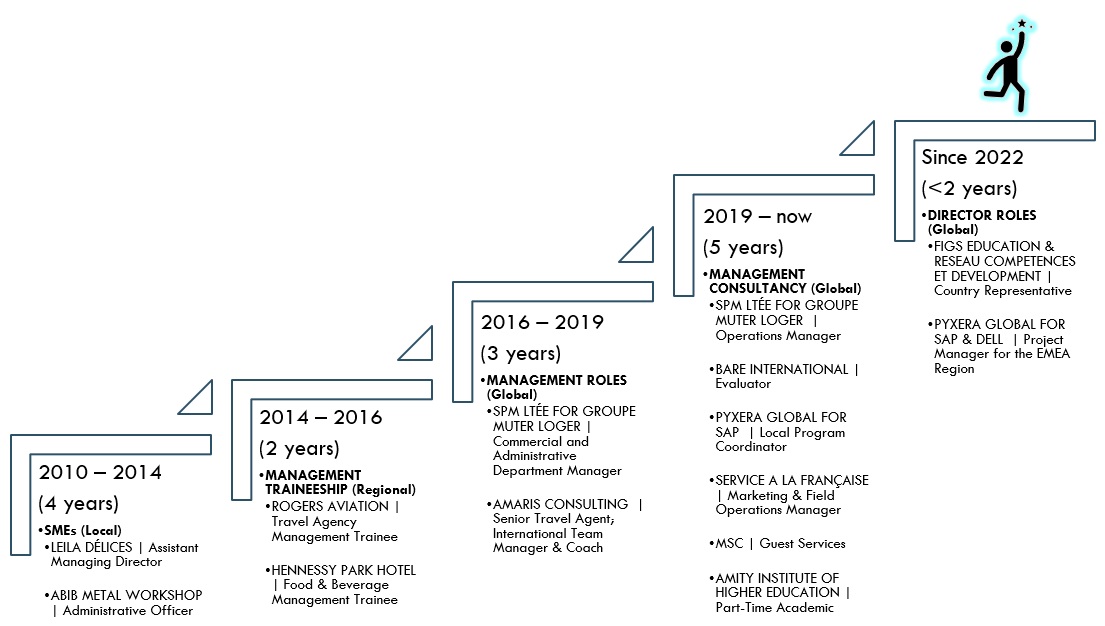 2010 – 2014
(4 years)
•SMEs (Local)
•LEILA DÉLICES | Assistant
Managing Director
•ABIB METAL WORKSHOP
| Administrative Officer
2014 – 2016
(2 years)
•MANAGEMENT
TRAINEESHIP (Regional)
•ROGERS AVIATION |
Travel Agency
Management Trainee
•HENNESSY PARK HOTEL
| Food & Beverage
Management Trainee
2016 – 2019
(3 years)
•MANAGEMENT ROLES
(Global)
•SPM LTÉE FOR GROUPE
MUTER LOGER |
Commercial and
Administrative
Department Manager
•AMARIS CONSULTING |
Senior Travel Agent;
International Team
Manager & Coach
2019 – now
(5 years)
•MANAGEMENT
CONSULTANCY (Global)
•SPM LTÉE FOR GROUPE
MUTER LOGER |
Operations Manager
•BARE INTERNATIONAL |
Evaluator
•PYXERA GLOBAL FOR
SAP | Local Program
Coordinator
•SERVICE A LA FRANÇAISE
| Marketing & Field
Operations Manager
•MSC | Guest Services
•AMITY INSTITUTE OF
HIGHER EDUCATION |
Part-Time Academic
Since 2022
(<2 years)
•DIRECTOR ROLES
(Global)
•FIGS EDUCATION &
RESEAU COMPETENCES
ET DEVELOPMENT |
Country Representative
•PYXERA GLOBAL FOR
SAP & DELL | Project
Manager for the EMEA
Region